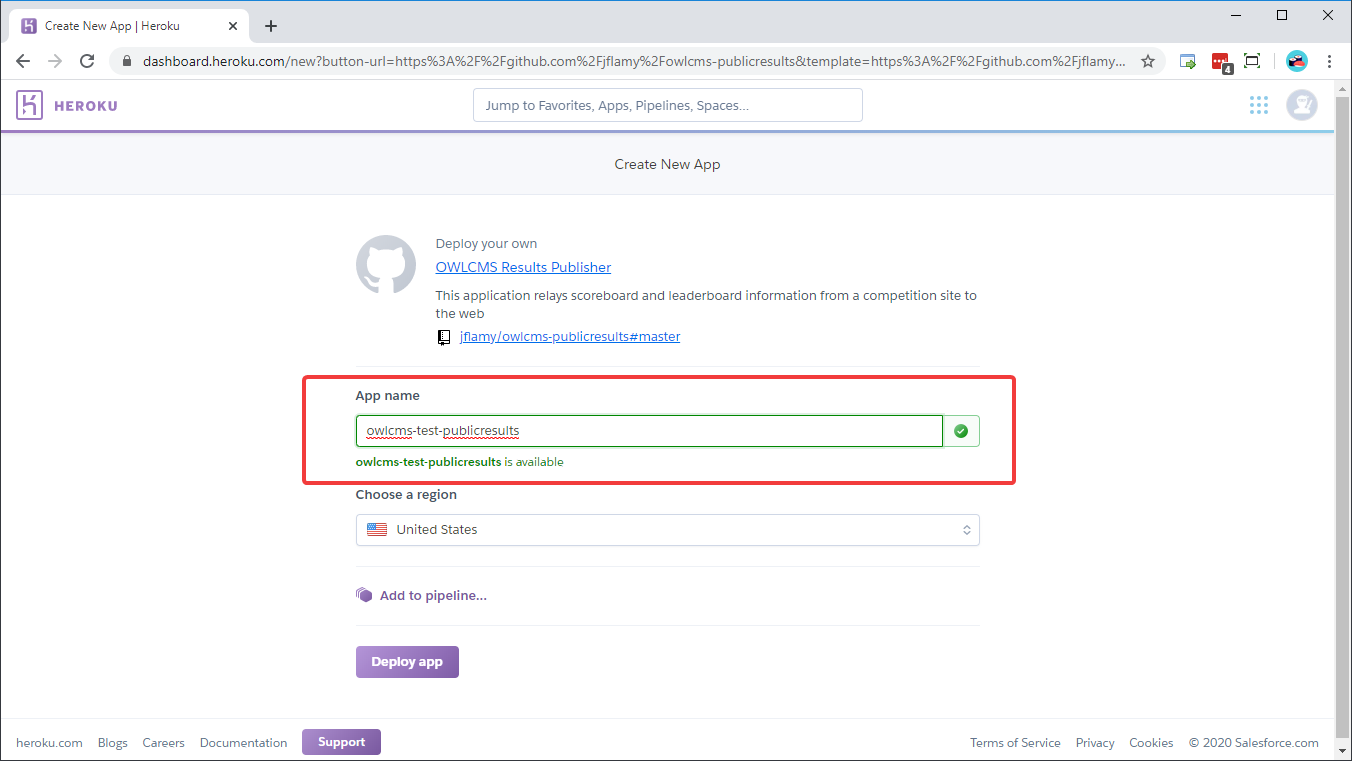 Create New App | Heroku
dashboard.heroku.com/new?button-url=https%3A%2F%2Fgithub.com%2Fjflamy%2Fowlcms-publicresults&template=https%3A%2F%2Fgithub.com%2Fjflamy...
4
HEROKU
Jump to Favorites, Apps, Pipelines, Spaces...
Create New App
Deploy your own
OWLCMS Results Publisher
This application relays scoreboard and leaderboard information from a competition site to
the web
jflamy/owlcms-publicresults#master
App name
owlcms-test-publicresults
owlcms-test-publicresults is available
Choose a region
United States
Add to pipeline...
Deploy app
heroku.com Blogs Careers Documentation Support Terms of Service Privacy Cookies © 2020 Salesforce.com